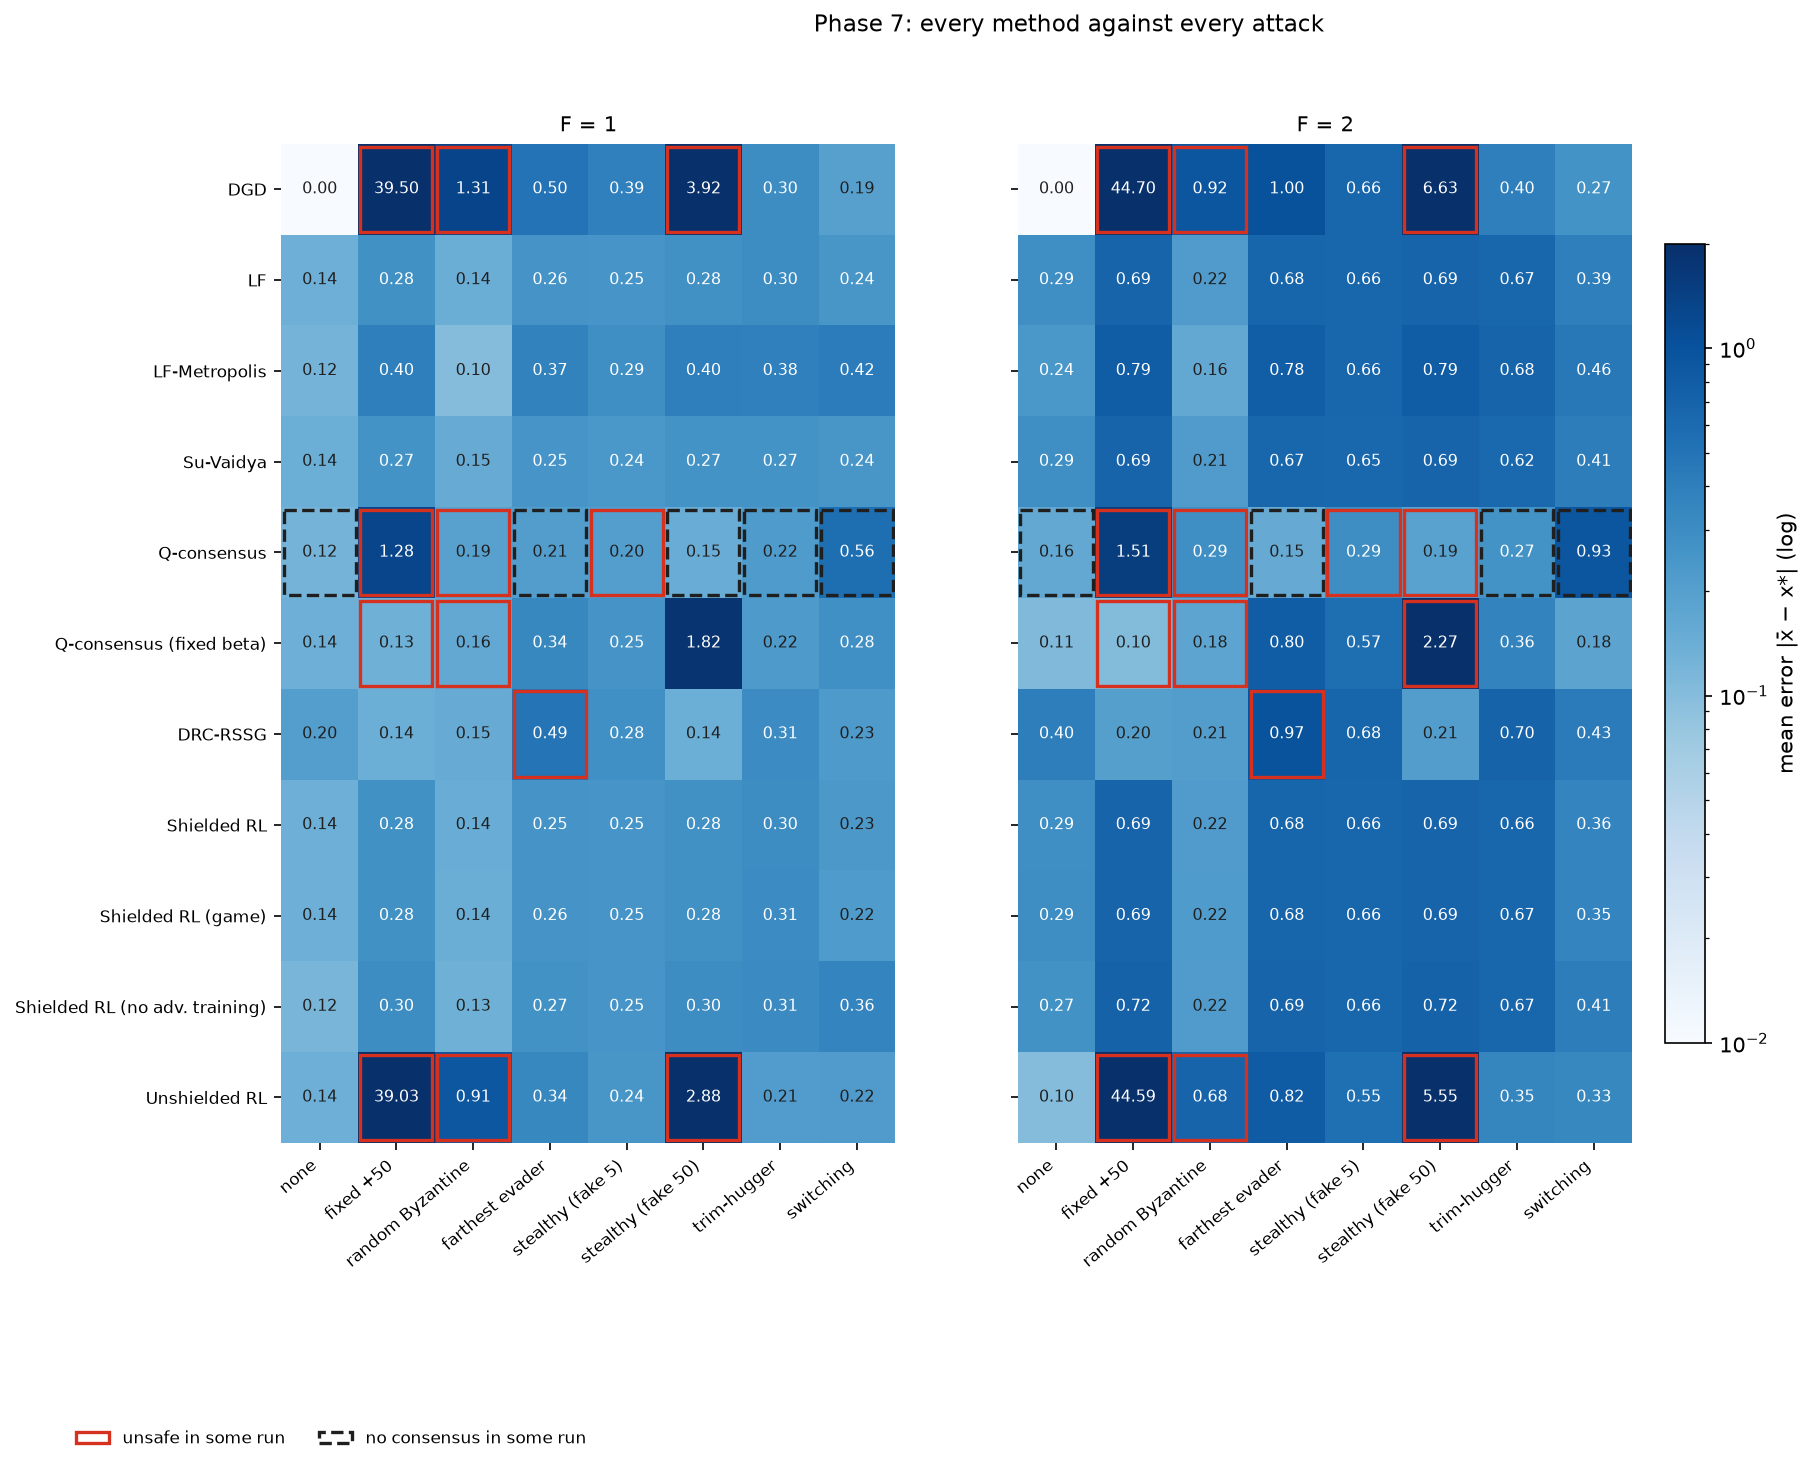 Phase 7: every method against every attack
F = 1
F = 2
DGD 0.00 39.50 1.31 0.50 0.39 3.92 0.30 0.19 0.00 44.70 0.92 1.00 0.66 6.63 0.40 0.27
LF 0.14 0.28 0.14 0.26 0.25 0.28 0.30 0.24 0.29 0.69 0.22 0.68 0.66 0.69 0.67 0.39
LF-Metropolis 0.12 0.40 0.10 0.37 0.29 0.40 0.38 0.42 0.24 0.79 0.16 0.78 0.66 0.79 0.68 0.46
Su-Vaidya 0.14 0.27 0.15 0.25 0.24 0.27 0.27 0.24 0.29 0.69 0.21 0.67 0.65 0.69 0.62 0.41
Q-consensus 0.12 1.28 0.19 0.21 0.20 0.15 0.22 0.56 0.16 1.51 0.29 0.15 0.29 0.19 0.27 0.93
Q-consensus (fixed beta) 0.14 0.13 0.16 0.34 0.25 1.82 0.22 0.28 0.11 0.10 0.18 0.80 0.57 2.27 0.36 0.18
DRC-RSSG 0.20 0.14 0.15 0.49 0.28 0.14 0.31 0.23 0.40 0.20 0.21 0.97 0.68 0.21 0.70 0.43
Shielded RL 0.14 0.28 0.14 0.25 0.25 0.28 0.30 0.23 0.29 0.69 0.22 0.68 0.66 0.69 0.66 0.36
Shielded RL (game) 0.14 0.28 0.14 0.26 0.25 0.28 0.31 0.22 0.29 0.69 0.22 0.68 0.66 0.69 0.67 0.35
Shielded RL (no adv. training) 0.12 0.30 0.13 0.27 0.25 0.30 0.31 0.36 0.27 0.72 0.22 0.69 0.66 0.72 0.67 0.41
Unshielded RL 0.14 39.03 0.91 0.34 0.24 2.88 0.21 0.22 0.10 44.59 0.68 0.82 0.55 5.55 0.35 0.33
none
fixed +50
random Byzantine
farthest evader
stealthy (fake 5)
stealthy (fake 50)
trim-hugger
switching
none
fixed +50
random Byzantine
farthest evader
stealthy (fake 5)
stealthy (fake 50)
trim-hugger
switching
10⁰
10⁻¹
10⁻²
mean error |x̄ − x*| (log)
unsafe in some run
no consensus in some run